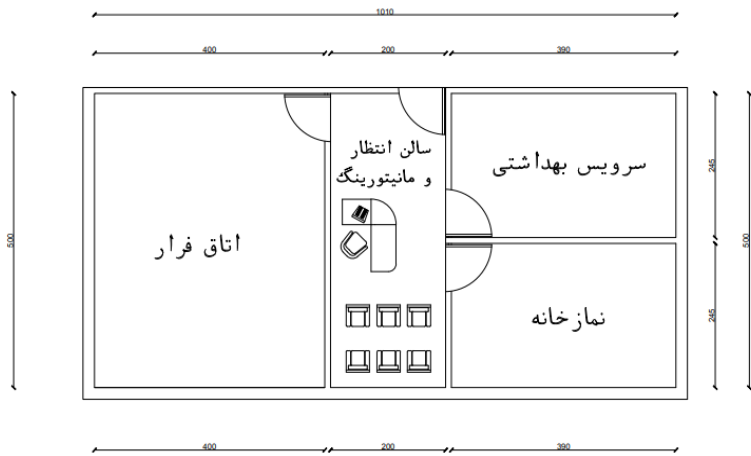 1010
400
200
390
سالن انتظار
و مانیتورینگ
سرویس بهداشتی
اتاق فرار
نمازخانه
500
245
245
500
400
200
390